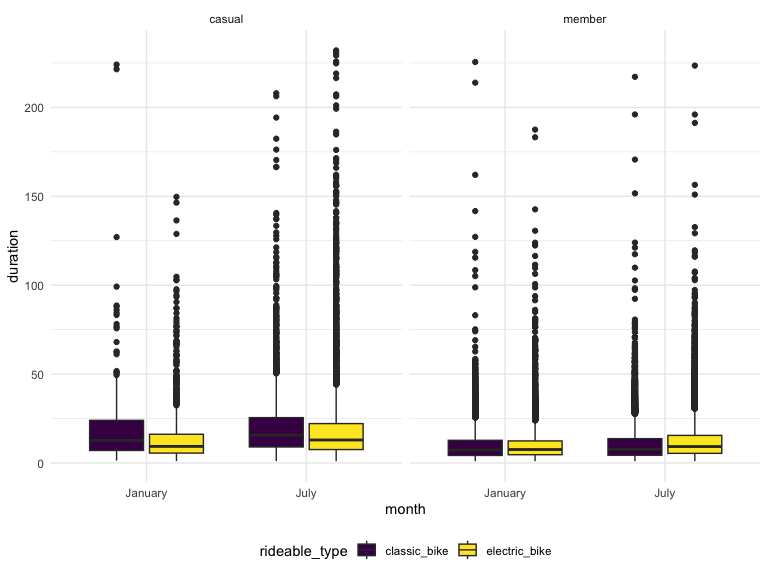 casual member
duration
200
150
100
50
0
January July January July
month
rideable_type classic_bike electric_bike